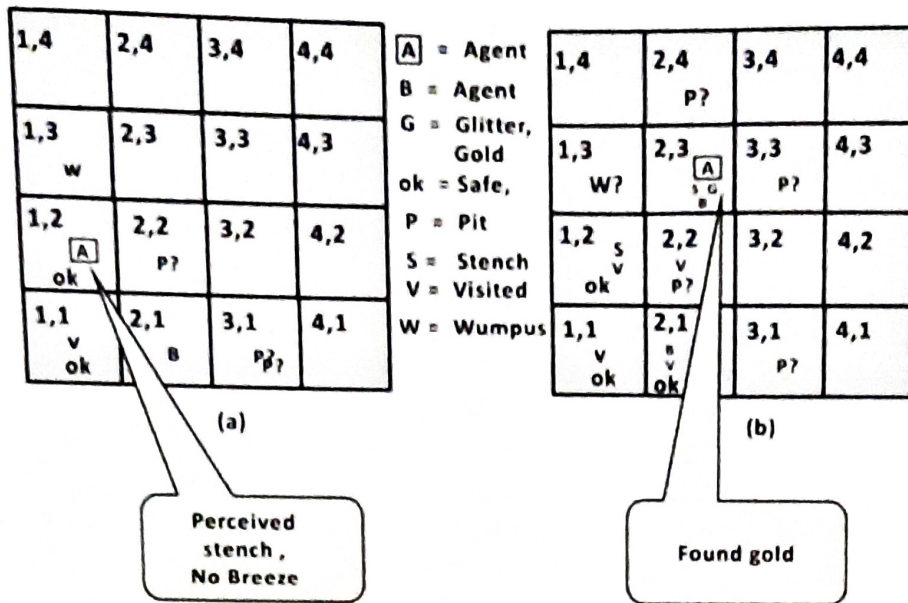 1,4 2,4 3,4 4,4
1,3 2,3 3,3 4,3
W
1,2 2,2 3,2 4,2
A P?
ok
1,1 2,1 3,1 4,1
V B P? P?
ok
(a)
Perceived
stench ,
No Breeze
A = Agent
B = Agent
G = Glitter,
Gold
ok = Safe,
P = Pit
S = Stench
V = Visited
W = Wumpus
1,4 2,4 3,4 4,4
P?
1,3 2,3 3,3 4,3
A
W? S G P?
B
1,2 2,2 3,2 4,2
S
V V
ok P?
1,1 2,1 3,1 4,1
B
V V P?
ok ok
(b)
Found gold